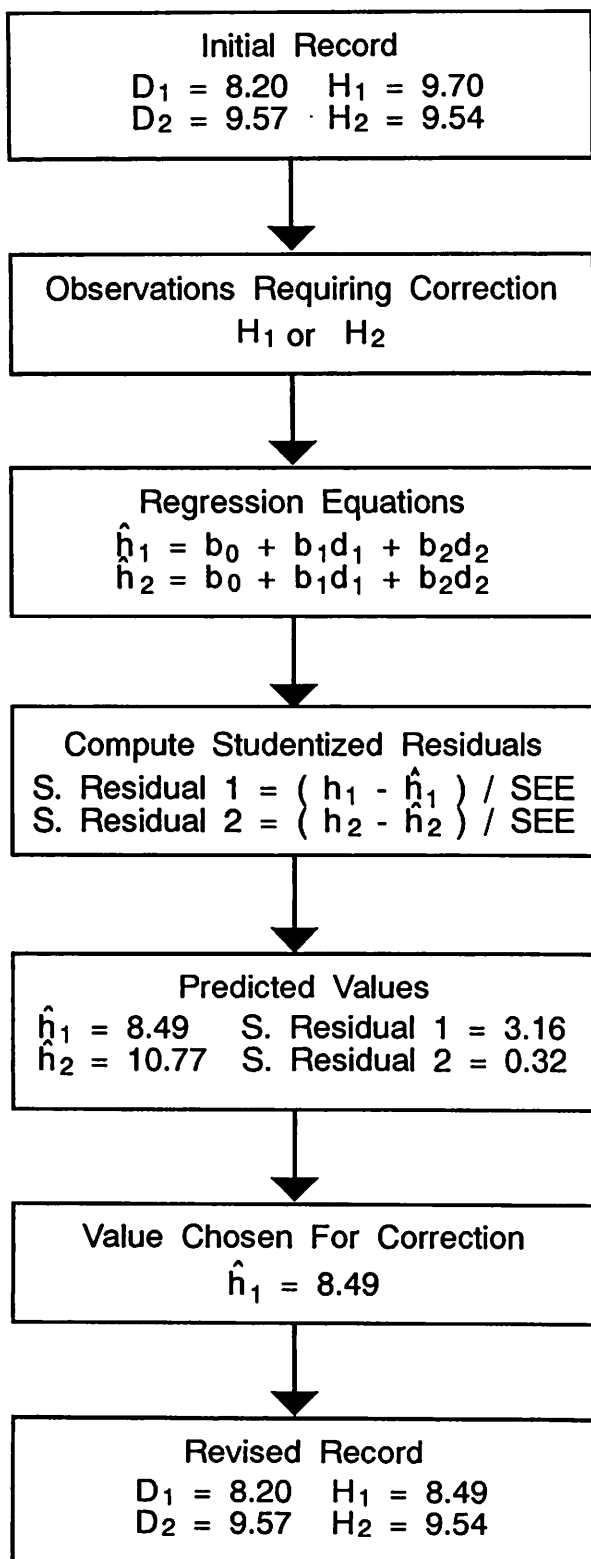 Initial Record
D₁ = 8.20 H₁ = 9.70
D₂ = 9.57 H₂ = 9.54
Observations Requiring Correction
H₁ or H₂
Regression Equations
ĥ₁ = b₀ + b₁d₁ + b₂d₂
ĥ₂ = b₀ + b₁d₁ + b₂d₂
Compute Studentized Residuals
S. Residual 1 = ( h₁ - ĥ₁ ) / SEE
S. Residual 2 = ( h₂ - ĥ₂ ) / SEE
Predicted Values
ĥ₁ = 8.49 S. Residual 1 = 3.16
ĥ₂ = 10.77 S. Residual 2 = 0.32
Value Chosen For Correction
ĥ₁ = 8.49
Revised Record
D₁ = 8.20 H₁ = 8.49
D₂ = 9.57 H₂ = 9.54